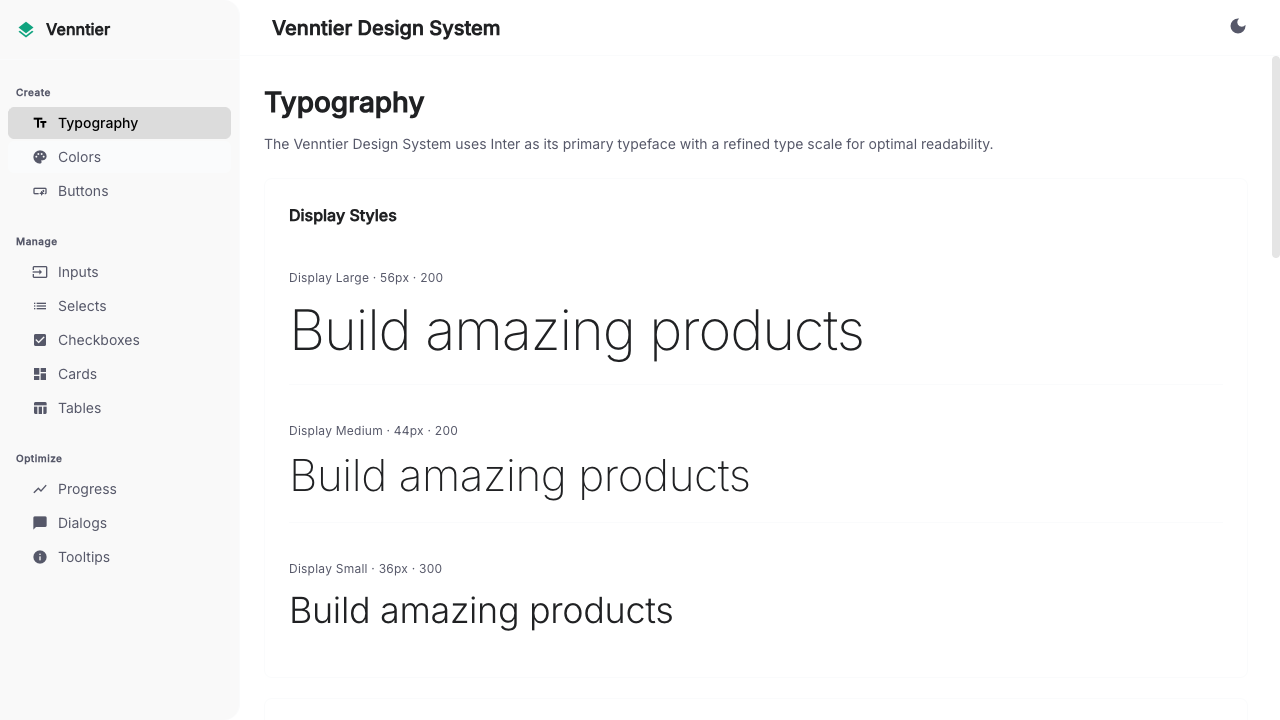 Venntier
Venntier Design System
Create
Typography
Colors
Buttons
Manage
Inputs
Selects
Checkboxes
Cards
Tables
Optimize
Progress
Dialogs
Tooltips
Typography
The Venntier Design System uses Inter as its primary typeface with a refined type scale for optimal readability.
Display Styles
Display Large · 56px · 200
Build amazing products
Display Medium · 44px · 200
Build amazing products
Display Small · 36px · 300
Build amazing products